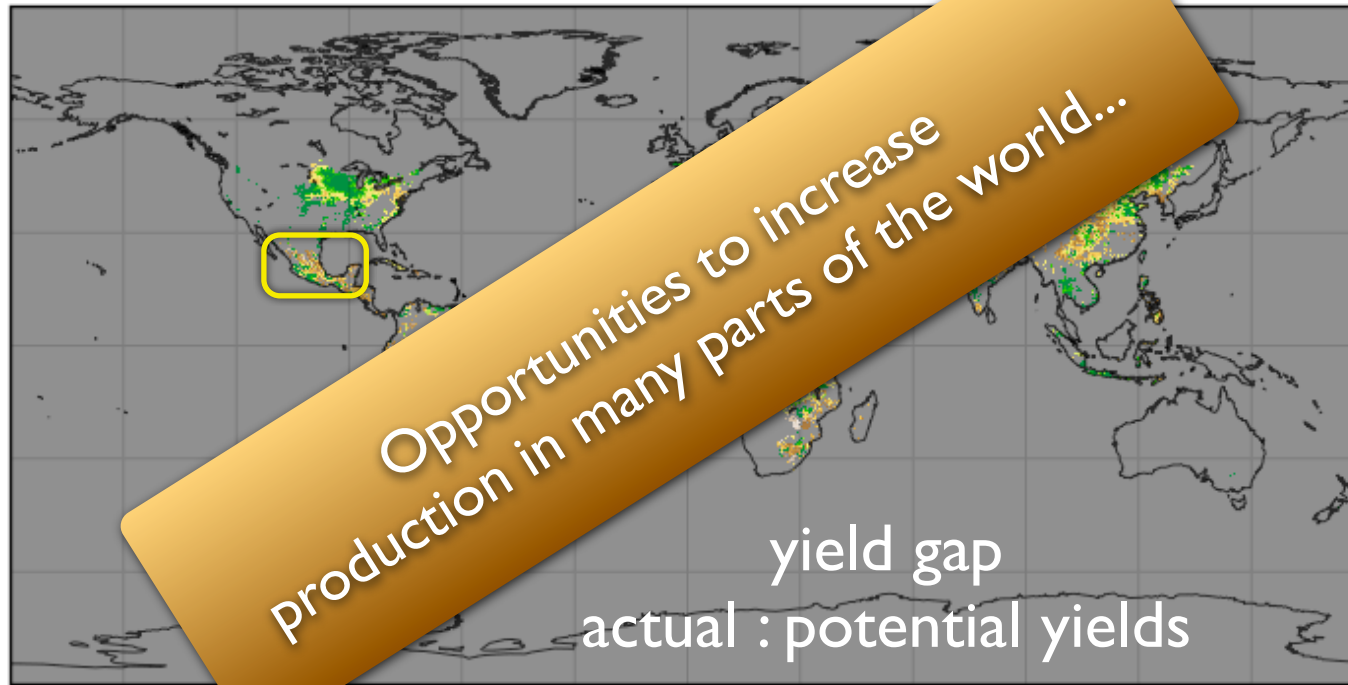 Opportunities to increase
production in many parts of the world...
yield gap
actual : potential yields